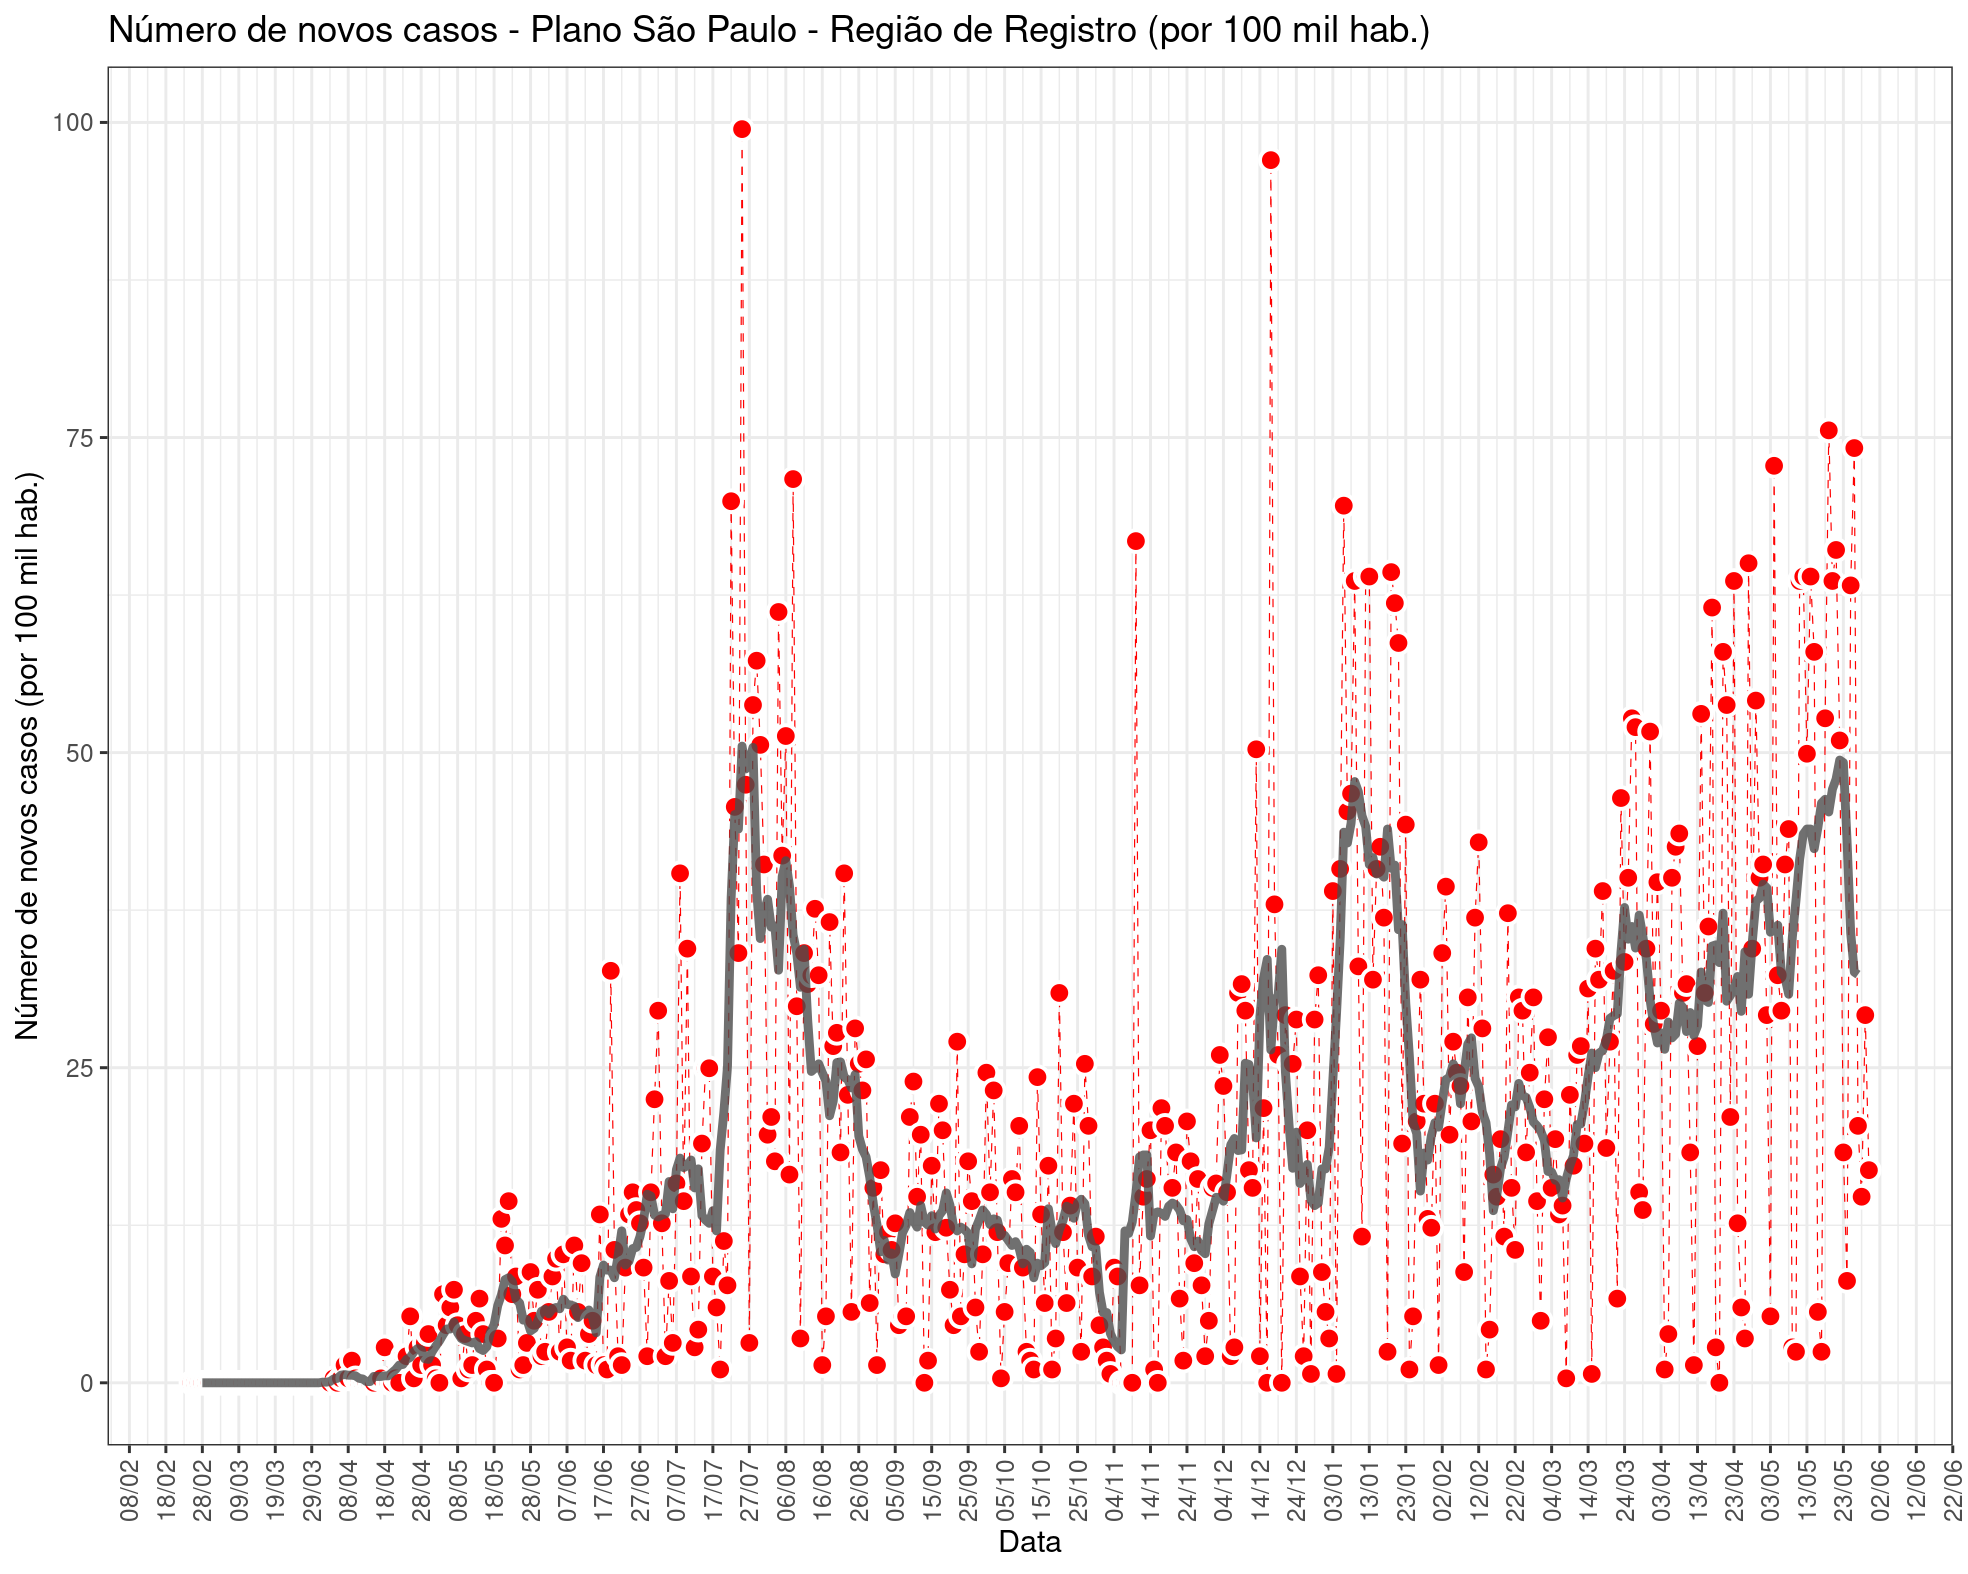 Número de novos casos - Plano São Paulo - Região de Registro (por 100 mil hab.)
Número de novos casos (por 100 mil hab.)
100
75
50
25
0
08/02 18/02 28/02 09/03 19/03 29/03 08/04 18/04 28/04 08/05 18/05 28/05 07/06 17/06 27/06 07/07 17/07 27/07 06/08 16/08 26/08 05/09 15/09 25/09 05/10 15/10 25/10 04/11 14/11 24/11 04/12 14/12 24/12 03/01 13/01 23/01 02/02 12/02 22/02 04/03 14/03 24/03 03/04 13/04 23/04 03/05 13/05 23/05 02/06 12/06 22/06
Data